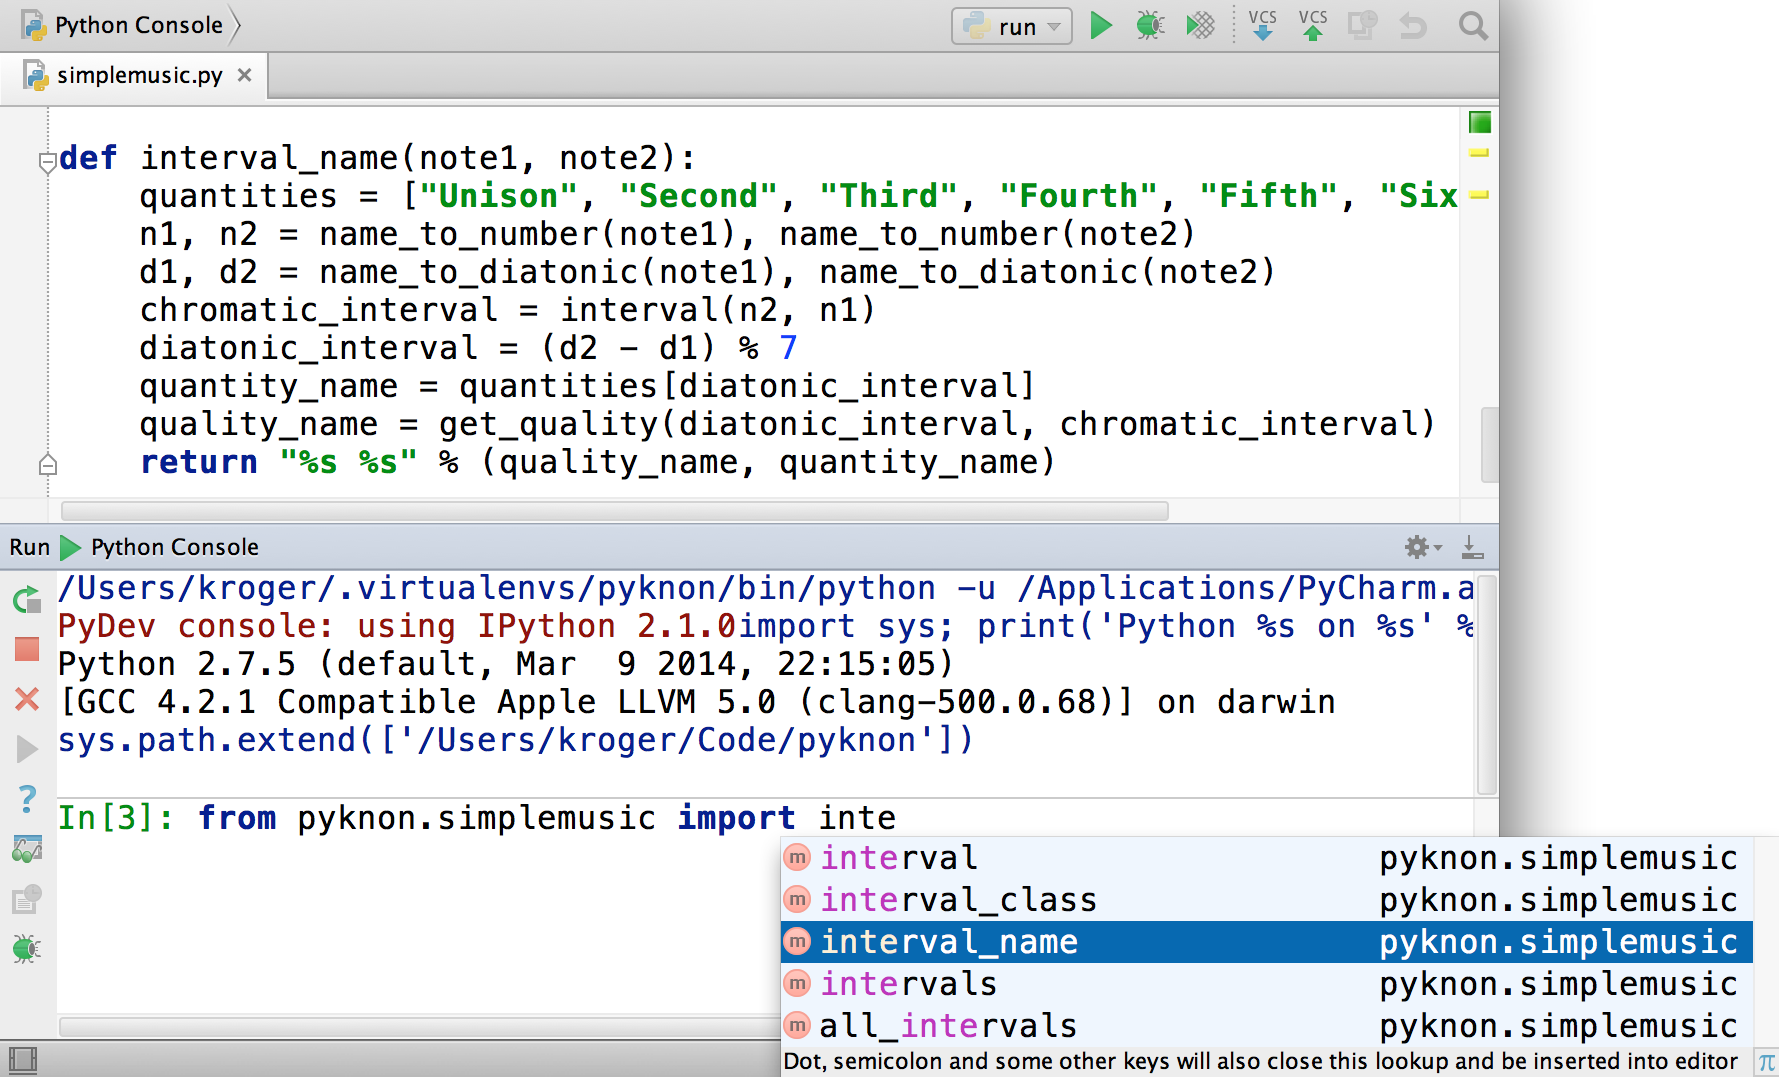 Python Console
run
VCS VCS
simplemusic.py
def interval_name(note1, note2):
quantities = ["Unison", "Second", "Third", "Fourth", "Fifth", "Six
n1, n2 = name_to_number(note1), name_to_number(note2)
d1, d2 = name_to_diatonic(note1), name_to_diatonic(note2)
chromatic_interval = interval(n2, n1)
diatonic_interval = (d2 - d1) % 7
quantity_name = quantities[diatonic_interval]
quality_name = get_quality(diatonic_interval, chromatic_interval)
return "%s %s" % (quality_name, quantity_name)
Run Python Console
/Users/kroger/.virtualenvs/pyknon/bin/python -u /Applications/PyCharm.a
PyDev console: using IPython 2.1.0import sys; print('Python %s on %s' %
Python 2.7.5 (default, Mar  9 2014, 22:15:05)
[GCC 4.2.1 Compatible Apple LLVM 5.0 (clang-500.0.68)] on darwin
sys.path.extend(['/Users/kroger/Code/pyknon'])
In[3]: from pyknon.simplemusic import inte
m interval pyknon.simplemusic
m interval_class pyknon.simplemusic
m interval_name pyknon.simplemusic
m intervals pyknon.simplemusic
m all_intervals pyknon.simplemusic
Dot, semicolon and some other keys will also close this lookup and be inserted into editor π